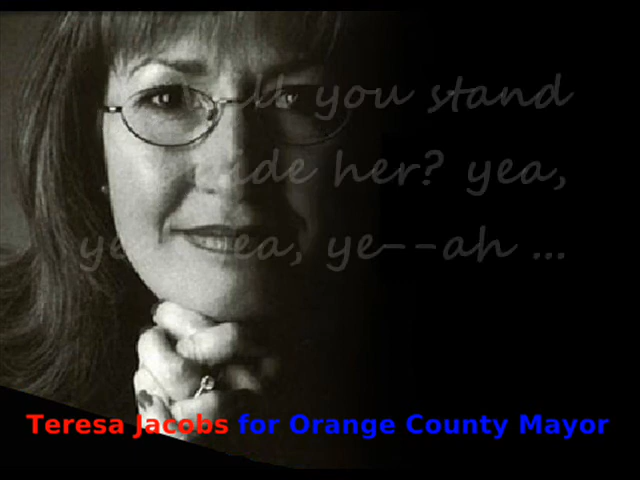 you stand
her? yea,
ye--ah ...
Teresa Jacobs for Orange County Mayor